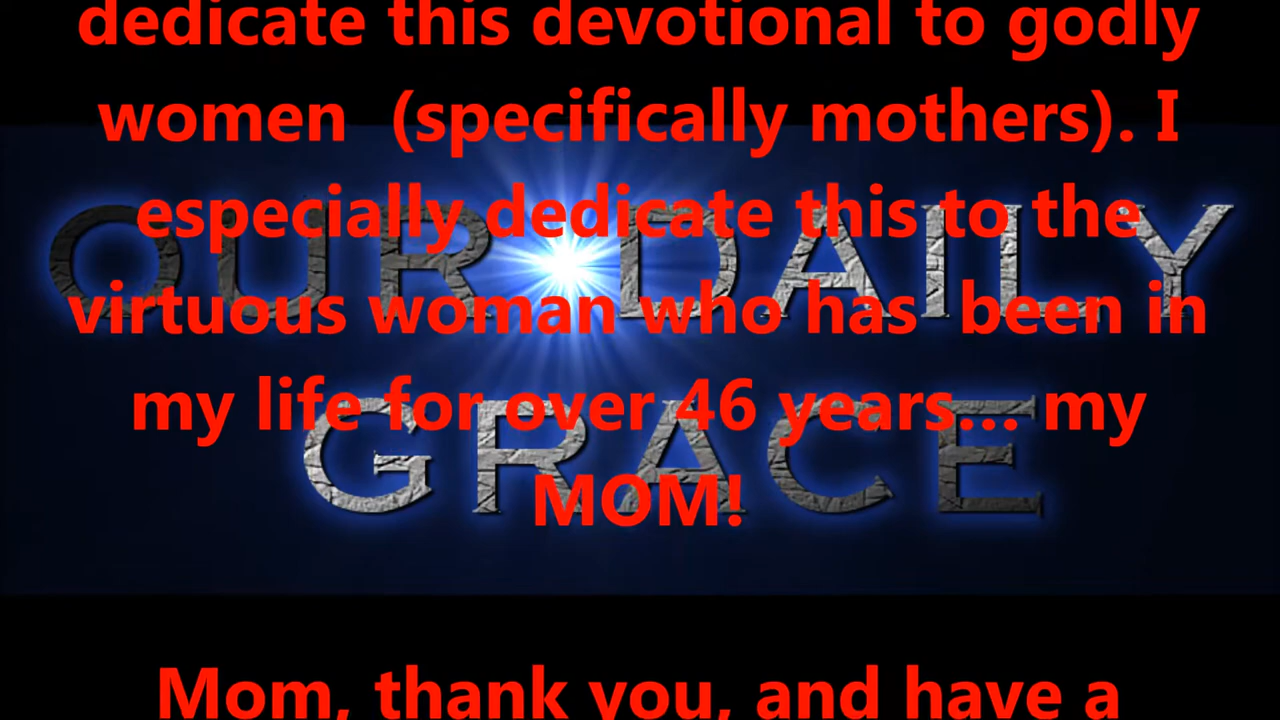 dedicate this devotional to godly
women (specifically mothers). I
especially dedicate this to the
OUR DAILY
virtuous woman who has been in
my life for over 46 years... my
GRACE
MOM!
Mom, thank you, and have a